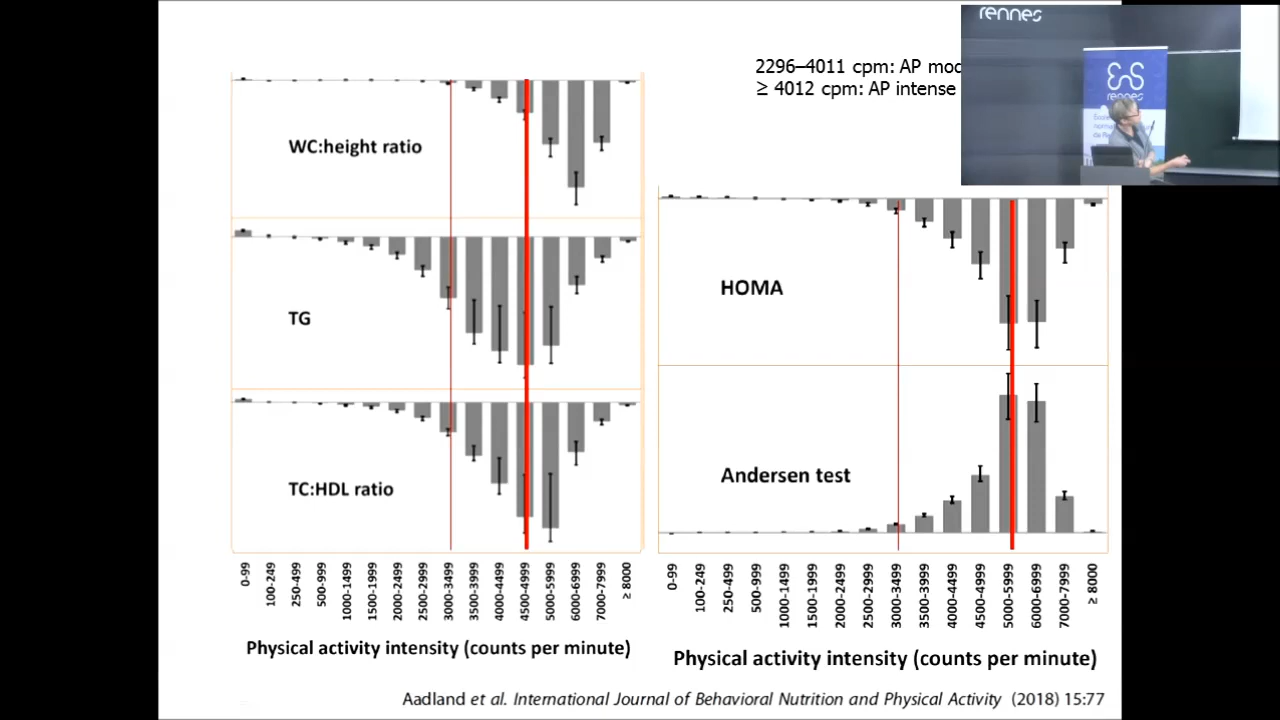 rennes
2296–4011 cpm: AP
≥ 4012 cpm: AP intense
rennes
WC:height ratio
TG
TC:HDL ratio
0-99
100-249
250-499
500-999
1000-1499
1500-1999
2000-2499
2500-2999
3000-3499
3500-3999
4000-4499
4500-4999
5000-5999
6000-6999
7000-7999
≥ 8000
Physical activity intensity (counts per minute)
HOMA
Andersen test
0-99
100-249
250-499
500-999
1000-1499
1500-1999
2000-2499
2500-2999
3000-3499
3500-3999
4000-4499
4500-4999
5000-5999
6000-6999
7000-7999
≥ 8000
Physical activity intensity (counts per minute)
Aadland et al. International Journal of Behavioral Nutrition and Physical Activity (2018) 15:77